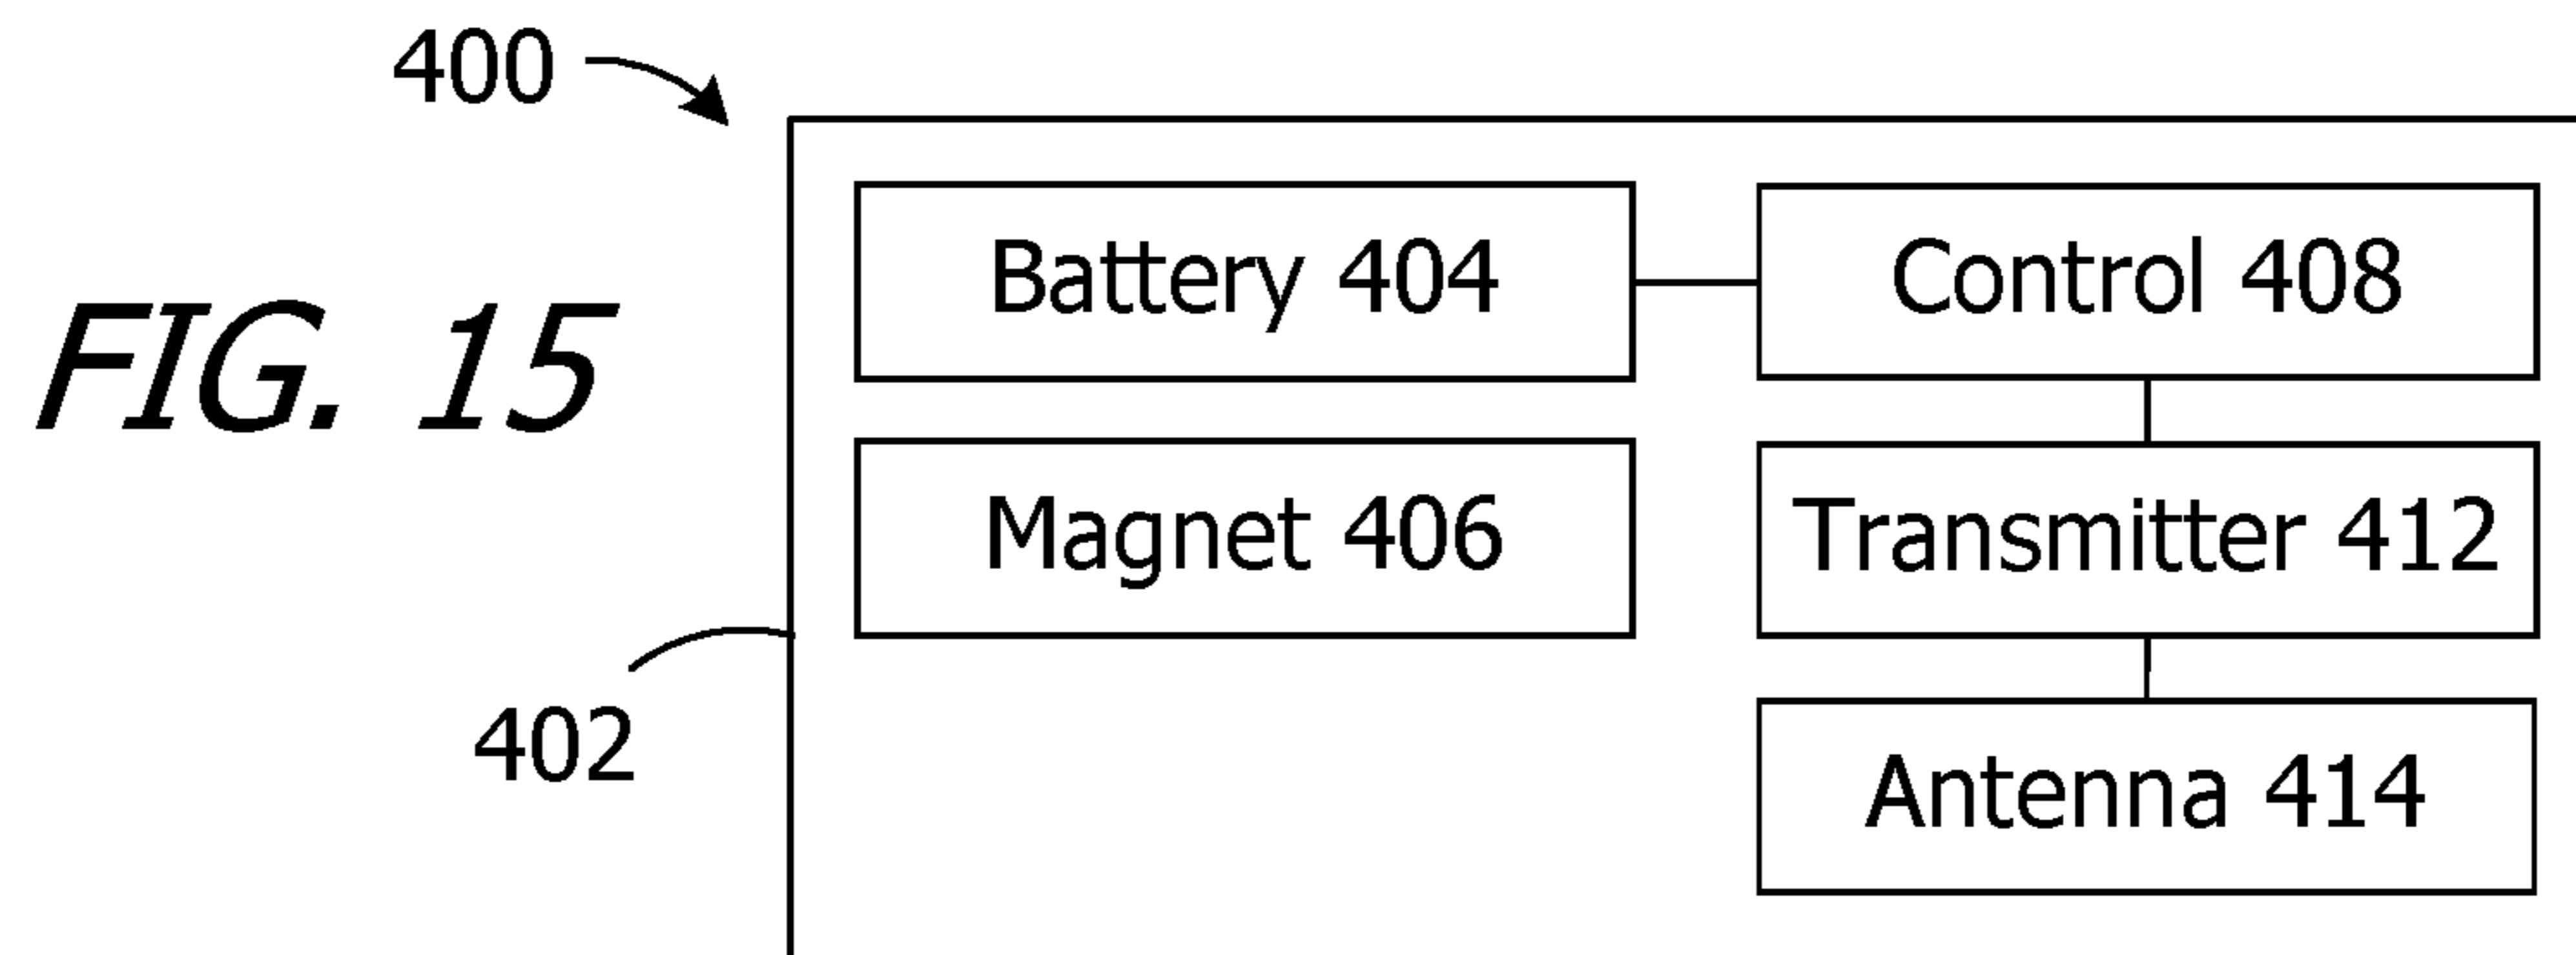 400
FIG. 15
Battery 404
Control 408
Magnet 406
Transmitter 412
402
Antenna 414